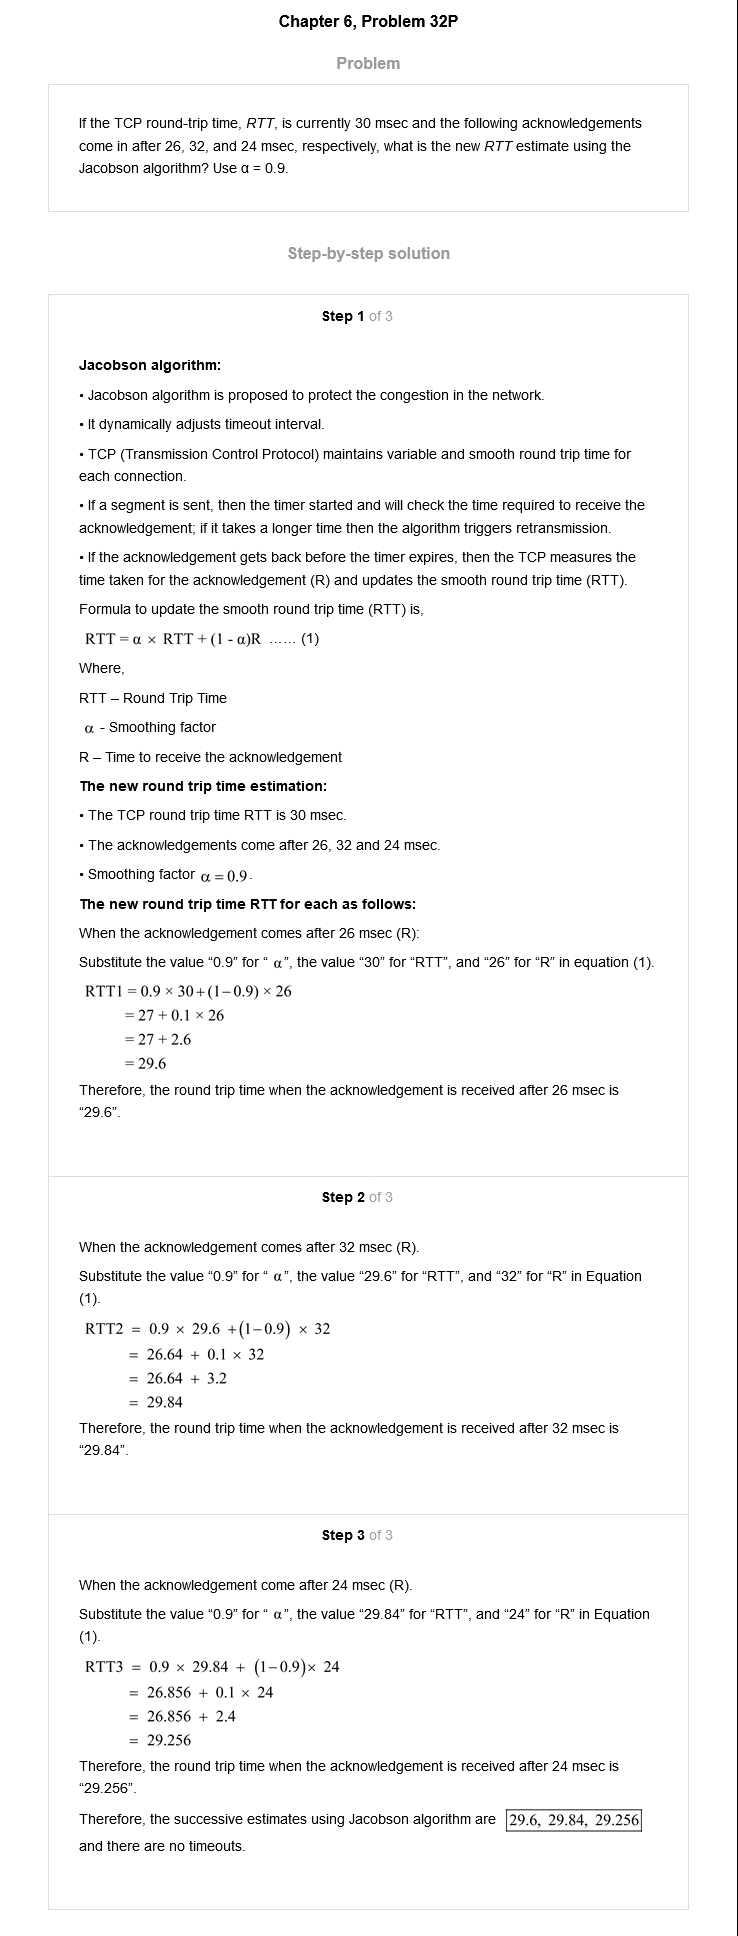 Chapter 6, Problem 32P
Problem
If the TCP round-trip time, RTT, is currently 30 msec and the following acknowledgements
come in after 26, 32, and 24 msec, respectively, what is the new RTT estimate using the
Jacobson algorithm? Use α = 0.9.
Step-by-step solution
Step 1 of 3
Jacobson algorithm:
• Jacobson algorithm is proposed to protect the congestion in the network.
• It dynamically adjusts timeout interval.
• TCP (Transmission Control Protocol) maintains variable and smooth round trip time for
each connection.
• If a segment is sent, then the timer started and will check the time required to receive the
acknowledgement; if it takes a longer time then the algorithm triggers retransmission.
• If the acknowledgement gets back before the timer expires, then the TCP measures the
time taken for the acknowledgement (R) and updates the smooth round trip time (RTT).
Formula to update the smooth round trip time (RTT) is,
RTT = α × RTT + (1 - α)R ...... (1)
Where,
RTT – Round Trip Time
α - Smoothing factor
R – Time to receive the acknowledgement
The new round trip time estimation:
• The TCP round trip time RTT is 30 msec.
• The acknowledgements come after 26, 32 and 24 msec.
• Smoothing factor α = 0.9.
The new round trip time RTT for each as follows:
When the acknowledgement comes after 26 msec (R):
Substitute the value “0.9” for “ α”, the value “30” for “RTT”, and “26” for “R” in equation (1).
RTT1 = 0.9 × 30 + (1 − 0.9) × 26
= 27 + 0.1 × 26
= 27 + 2.6
= 29.6
Therefore, the round trip time when the acknowledgement is received after 26 msec is
“29.6”.
Step 2 of 3
When the acknowledgement comes after 32 msec (R).
Substitute the value “0.9” for “ α”, the value “29.6” for “RTT”, and “32” for “R” in Equation
(1).
RTT2 = 0.9 × 29.6 + (1 − 0.9) × 32
= 26.64 + 0.1 × 32
= 26.64 + 3.2
= 29.84
Therefore, the round trip time when the acknowledgement is received after 32 msec is
“29.84”.
Step 3 of 3
When the acknowledgement come after 24 msec (R).
Substitute the value “0.9” for “ α”, the value “29.84” for “RTT”, and “24” for “R” in Equation
(1).
RTT3 = 0.9 × 29.84 + (1 − 0.9) × 24
= 26.856 + 0.1 × 24
= 26.856 + 2.4
= 29.256
Therefore, the round trip time when the acknowledgement is received after 24 msec is
“29.256”.
Therefore, the successive estimates using Jacobson algorithm are 29.6, 29.84, 29.256
and there are no timeouts.